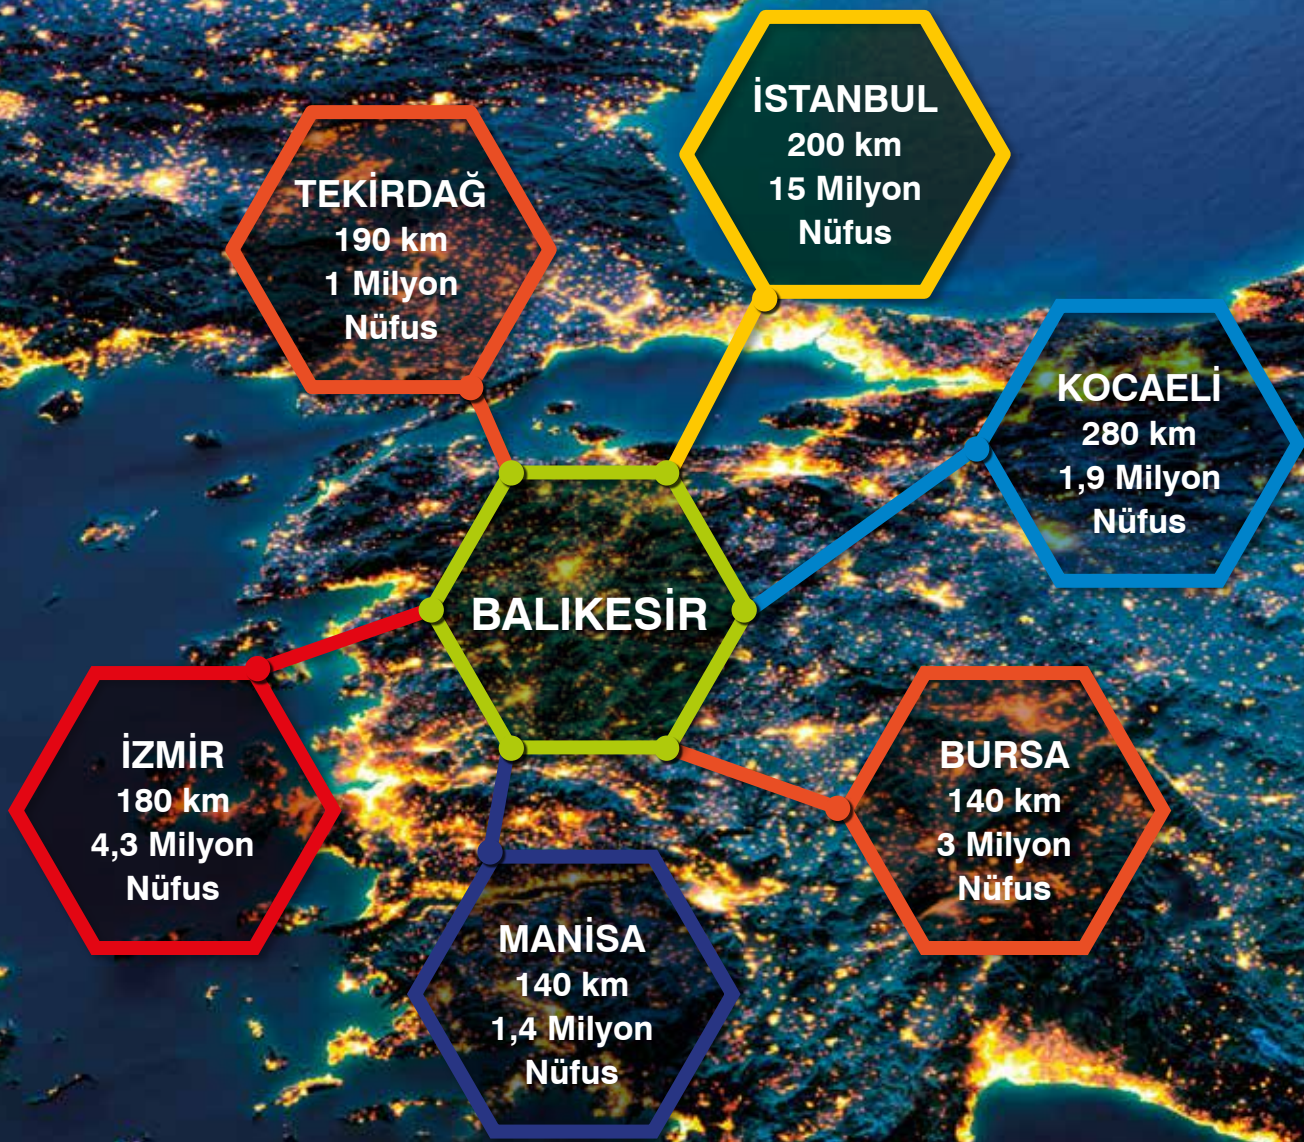 İSTANBUL
200 km
15 Milyon
Nüfus
TEKİRDAĞ
190 km
1 Milyon
Nüfus
KOCAELİ
280 km
1,9 Milyon
Nüfus
BALIKESİR
İZMİR
180 km
4,3 Milyon
Nüfus
BURSA
140 km
3 Milyon
Nüfus
MANİSA
140 km
1,4 Milyon
Nüfus